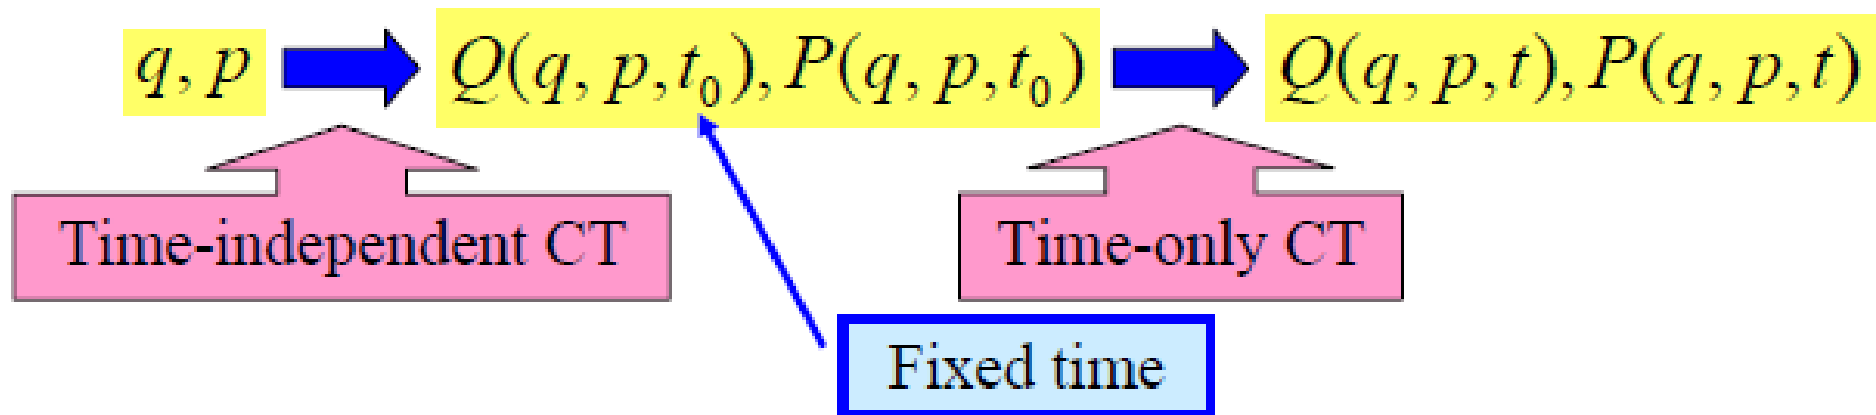 q, p Q(q, p, t₀), P(q, p, t₀) Q(q, p, t), P(q, p, t)
Time-independent CT Time-only CT
Fixed time